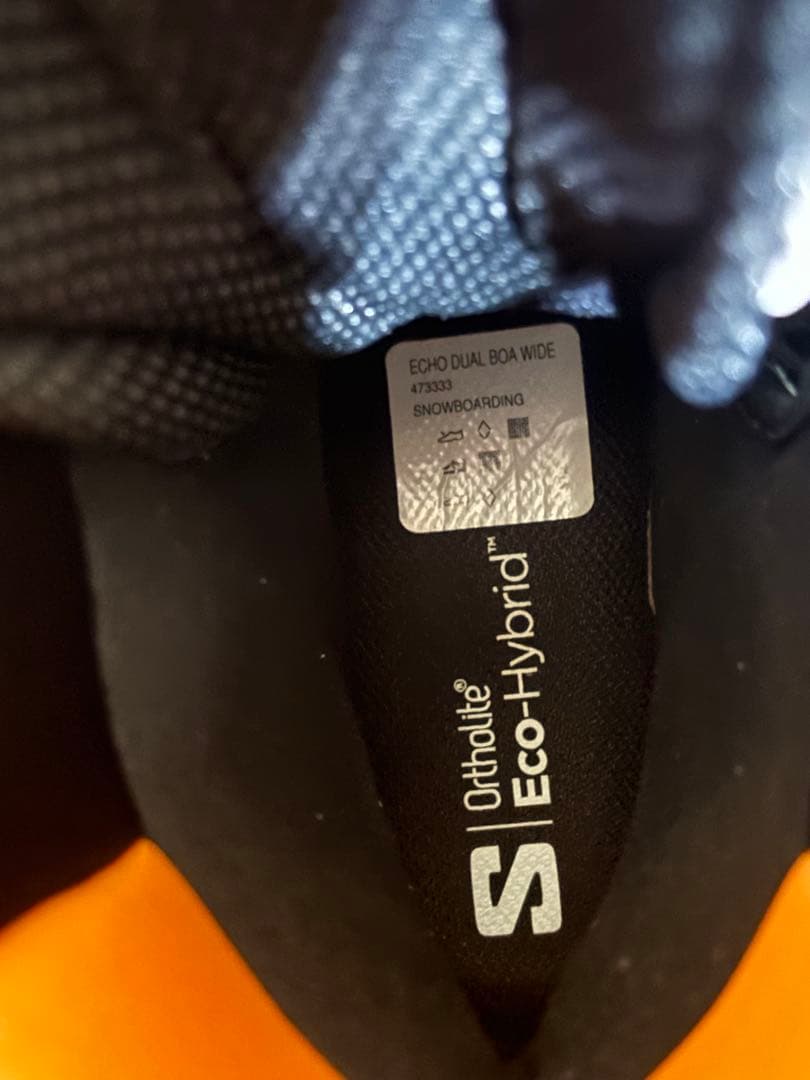 ECHO DUAL BOA WIDE
473333
SNOWBOARDING
S | Ortholite®
Eco-Hybrid™